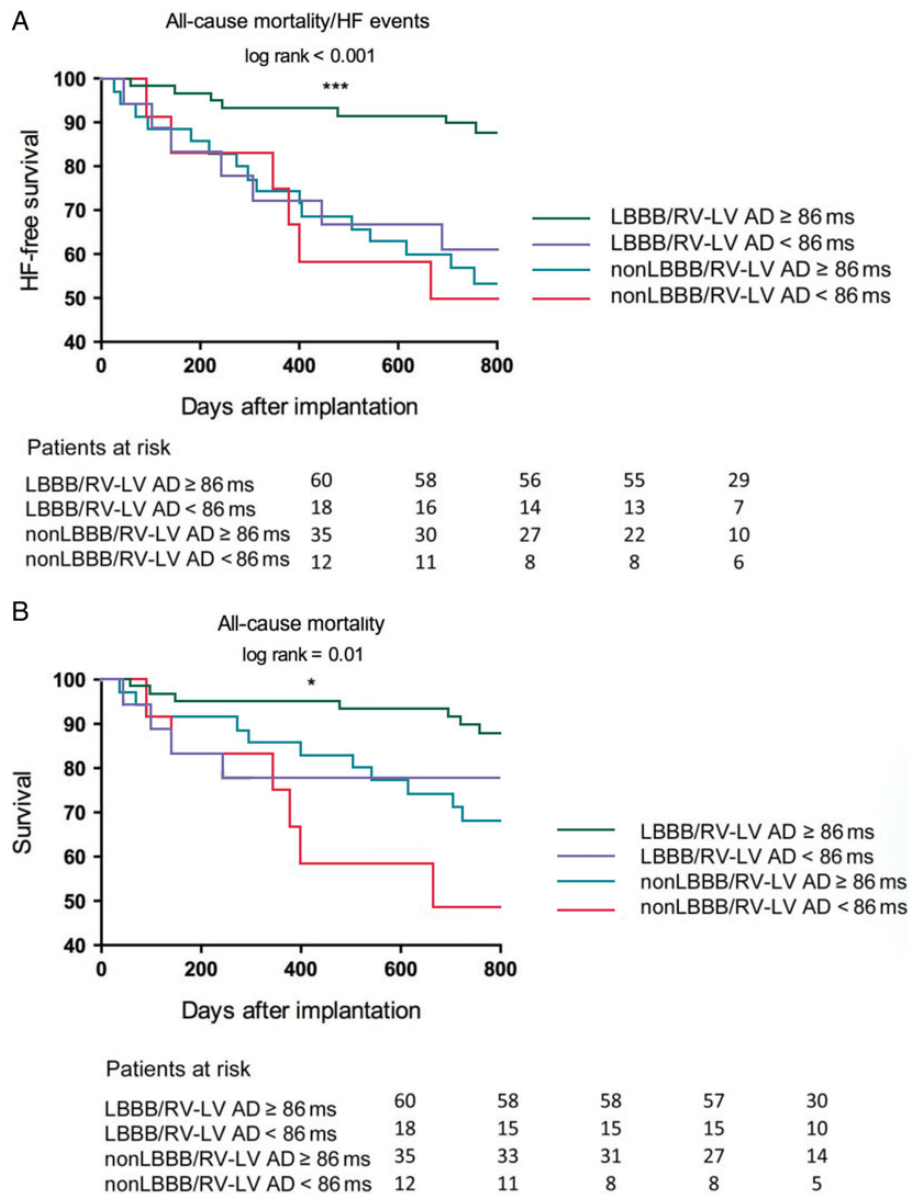 A
All-cause mortality/HF events
log rank < 0.001
***
100
90
80
70
60
50
40
HF-free survival
0 200 400 600 800
Days after implantation
LBBB/RV-LV AD ≥ 86 ms
LBBB/RV-LV AD < 86 ms
nonLBBB/RV-LV AD ≥ 86 ms
nonLBBB/RV-LV AD < 86 ms
Patients at risk
LBBB/RV-LV AD ≥ 86 ms 60 58 56 55 29
LBBB/RV-LV AD < 86 ms 18 16 14 13 7
nonLBBB/RV-LV AD ≥ 86 ms 35 30 27 22 10
nonLBBB/RV-LV AD < 86 ms 12 11 8 8 6
B
All-cause mortality
log rank = 0.01
*
100
90
80
70
60
50
40
Survival
0 200 400 600 800
Days after implantation
LBBB/RV-LV AD ≥ 86 ms
LBBB/RV-LV AD < 86 ms
nonLBBB/RV-LV AD ≥ 86 ms
nonLBBB/RV-LV AD < 86 ms
Patients at risk
LBBB/RV-LV AD ≥ 86 ms 60 58 58 57 30
LBBB/RV-LV AD < 86 ms 18 15 15 15 10
nonLBBB/RV-LV AD ≥ 86 ms 35 33 31 27 14
nonLBBB/RV-LV AD < 86 ms 12 11 8 8 5